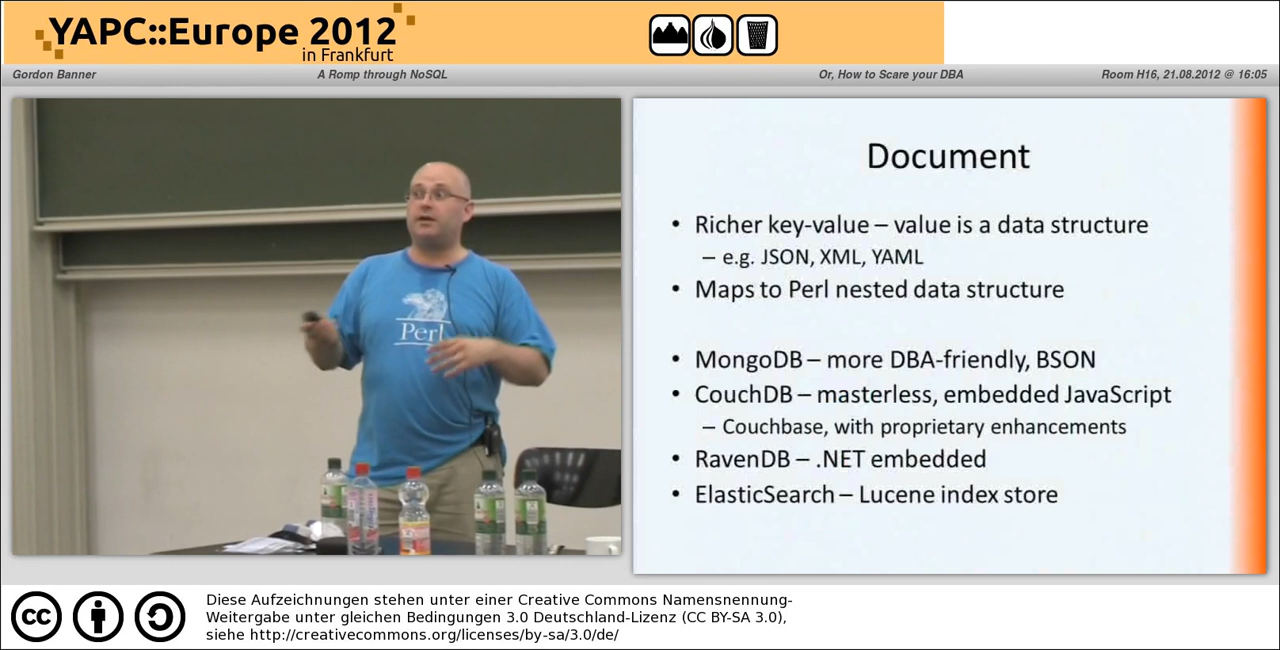 YAPC::Europe 2012
in Frankfurt
Gordon Banner
A Romp through NoSQL
Or, How to Scare your DBA
Room H16, 21.08.2012 @ 16:05
Perl
Document
• Richer key-value – value is a data structure
– e.g. JSON, XML, YAML
• Maps to Perl nested data structure
• MongoDB – more DBA-friendly, BSON
• CouchDB – masterless, embedded JavaScript
– Couchbase, with proprietary enhancements
• RavenDB – .NET embedded
• ElasticSearch – Lucene index store
cc
Diese Aufzeichnungen stehen unter einer Creative Commons Namensnennung-
Weitergabe unter gleichen Bedingungen 3.0 Deutschland-Lizenz (CC BY-SA 3.0),
siehe http://creativecommons.org/licenses/by-sa/3.0/de/